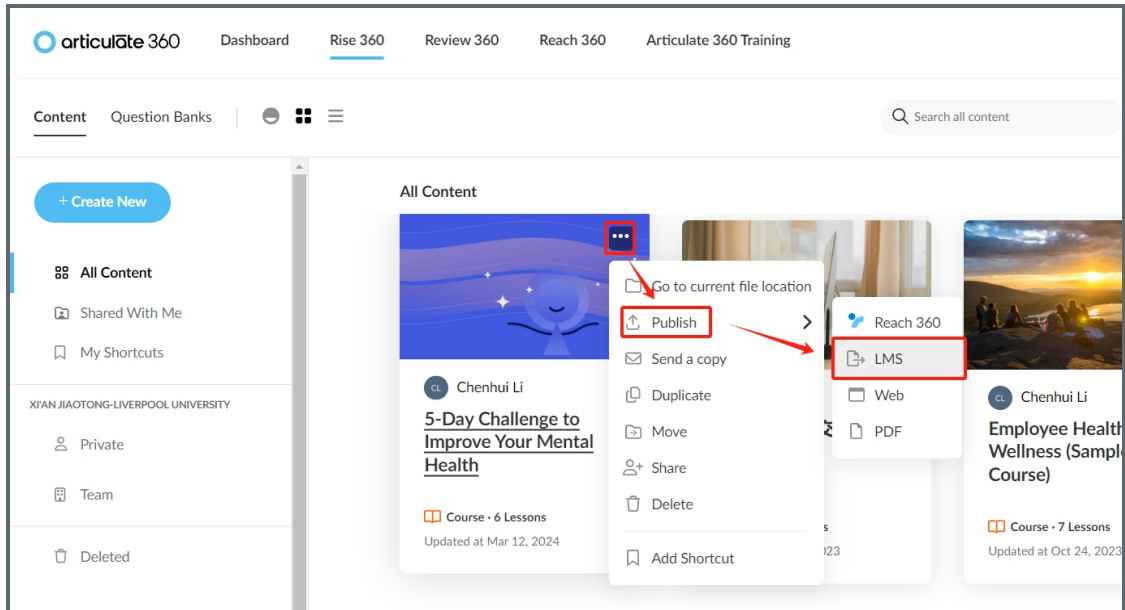 articulāte 360
Dashboard
Rise 360
Review 360
Reach 360
Articulate 360 Training
Content
Question Banks
Search all content
+ Create New
All Content
Shared With Me
My Shortcuts
XI'AN JIAOTONG-LIVERPOOL UNIVERSITY
Private
Team
Deleted
All Content
CL Chenhui Li
5-Day Challenge to
Improve Your Mental
Health
Course · 6 Lessons
Updated at Mar 12, 2024
Go to current file location
Publish
Send a copy
Duplicate
Move
Share
Delete
Add Shortcut
Reach 360
LMS
Web
PDF
CL Chenhui Li
Employee Health
Wellness (Sample
Course)
Course · 7 Lessons
Updated at Oct 24, 2023